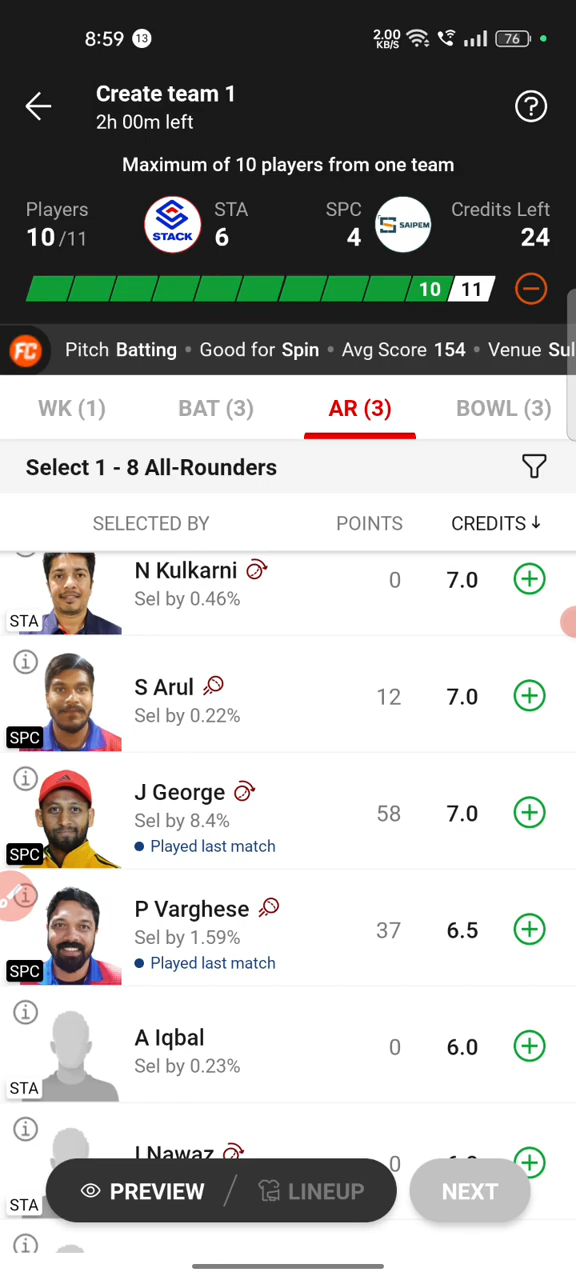 8:59 13 2.00 KB/S 76
Create team 1
2h 00m left
Maximum of 10 players from one team
Players STA SPC Credits Left
10/11 STACK 6 4 SAIPEM 24
10 11
FC Pitch Batting • Good for Spin • Avg Score 154 • Venue Sul
WK (1) BAT (3) AR (3) BOWL (3)
Select 1 - 8 All-Rounders
SELECTED BY POINTS CREDITS↓
N Kulkarni 0 7.0
Sel by 0.46%
STA
S Arul 12 7.0
Sel by 0.22%
SPC
J George 58 7.0
Sel by 8.4%
Played last match
SPC
P Varghese 37 6.5
Sel by 1.59%
Played last match
SPC
A Iqbal 0 6.0
Sel by 0.23%
STA
I Nawaz 0
STA
PREVIEW / LINEUP NEXT